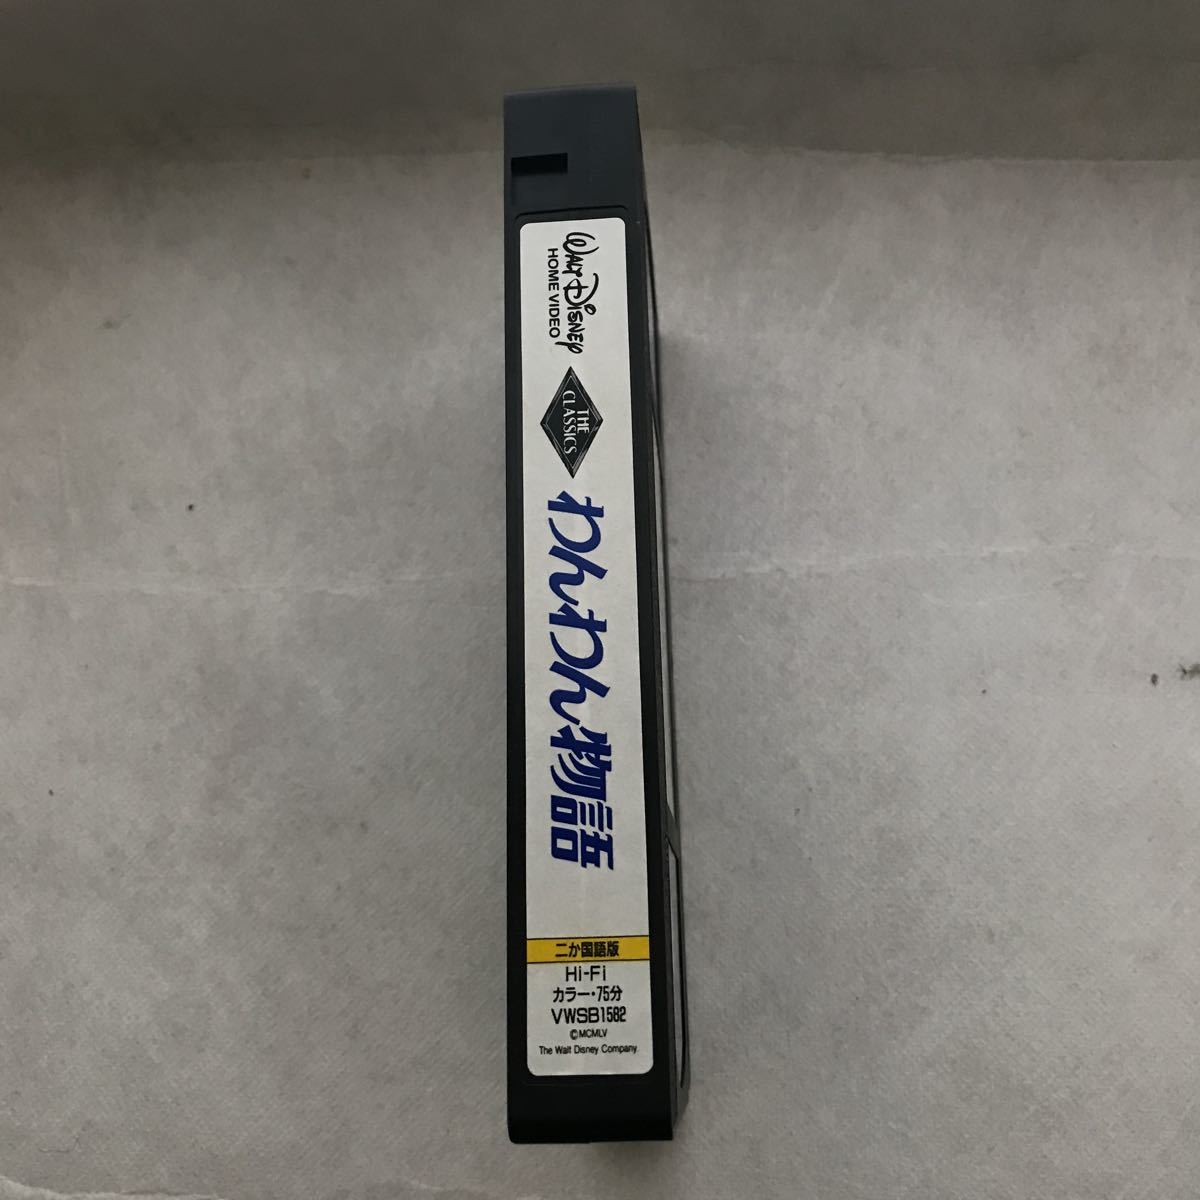 WALT DISNEY
HOME VIDEO
THE
CLASSICS
わんわん物語
二か国語版
Hi-Fi
カラー・75分
VWSB1582
©MCMLV
The Walt Disney Company